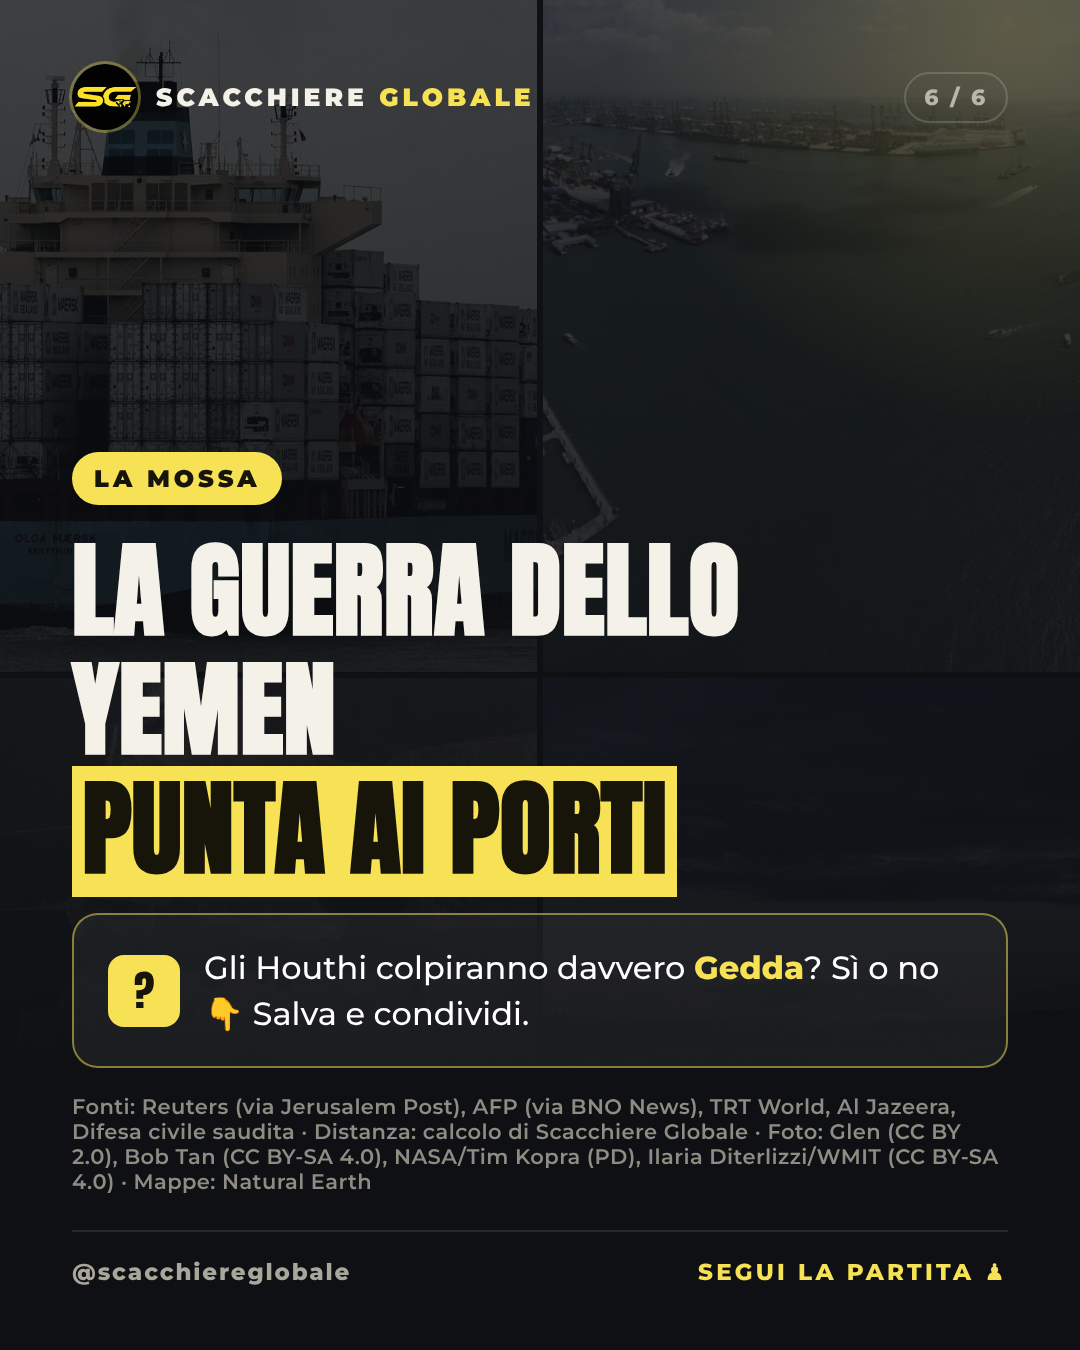 SG SCACCHIERE GLOBALE
6 / 6
LA MOSSA
LA GUERRA DELLO
YEMEN
PUNTA AI PORTI
?
Gli Houthi colpiranno davvero Gedda? Sì o no
👇 Salva e condividi.
Fonti: Reuters (via Jerusalem Post), AFP (via BNO News), TRT World, Al Jazeera,
Difesa civile saudita · Distanza: calcolo di Scacchiere Globale · Foto: Glen (CC BY
2.0), Bob Tan (CC BY-SA 4.0), NASA/Tim Kopra (PD), Ilaria Diterlizzi/WMIT (CC BY-SA
4.0) · Mappe: Natural Earth
@scacchiereglobale
SEGUI LA PARTITA ♟
OLGA MÆRSK